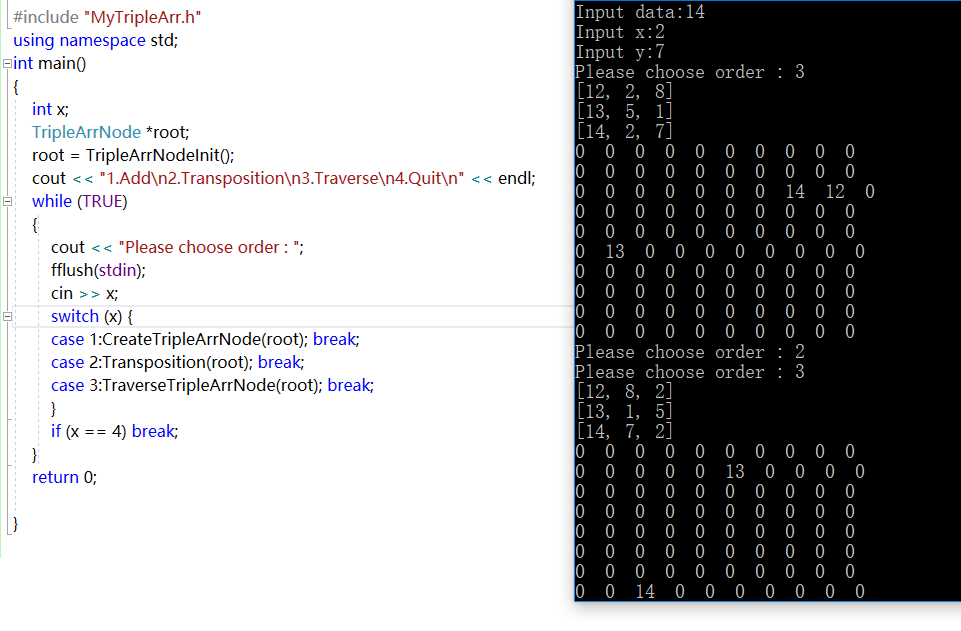 #include "MyTripleArr.h"
using namespace std;
int main()
{
int x;
TripleArrNode *root;
root = TripleArrNodeInit();
cout << "1.Add\n2.Transposition\n3.Traverse\n4.Quit\n" << endl;
while (TRUE)
{
cout << "Please choose order : ";
fflush(stdin);
cin >> x;
switch (x) {
case 1:CreateTripleArrNode(root); break;
case 2:Transposition(root); break;
case 3:TraverseTripleArrNode(root); break;
}
if (x == 4) break;
}
return 0;
}
Input data:14
Input x:2
Input y:7
Please choose order : 3
[12, 2, 8]
[13, 5, 1]
[14, 2, 7]
0 0 0 0 0 0 0 0 0 0
0 0 0 0 0 0 0 0 0 0
0 0 0 0 0 0 0 14 12 0
0 0 0 0 0 0 0 0 0 0
0 0 0 0 0 0 0 0 0 0
0 13 0 0 0 0 0 0 0 0
0 0 0 0 0 0 0 0 0 0
0 0 0 0 0 0 0 0 0 0
0 0 0 0 0 0 0 0 0 0
0 0 0 0 0 0 0 0 0 0
Please choose order : 2
Please choose order : 3
[12, 8, 2]
[13, 1, 5]
[14, 7, 2]
0 0 0 0 0 0 0 0 0 0
0 0 0 0 0 13 0 0 0 0
0 0 0 0 0 0 0 0 0 0
0 0 0 0 0 0 0 0 0 0
0 0 0 0 0 0 0 0 0 0
0 0 0 0 0 0 0 0 0 0
0 0 0 0 0 0 0 0 0 0
0 0 14 0 0 0 0 0 0 0